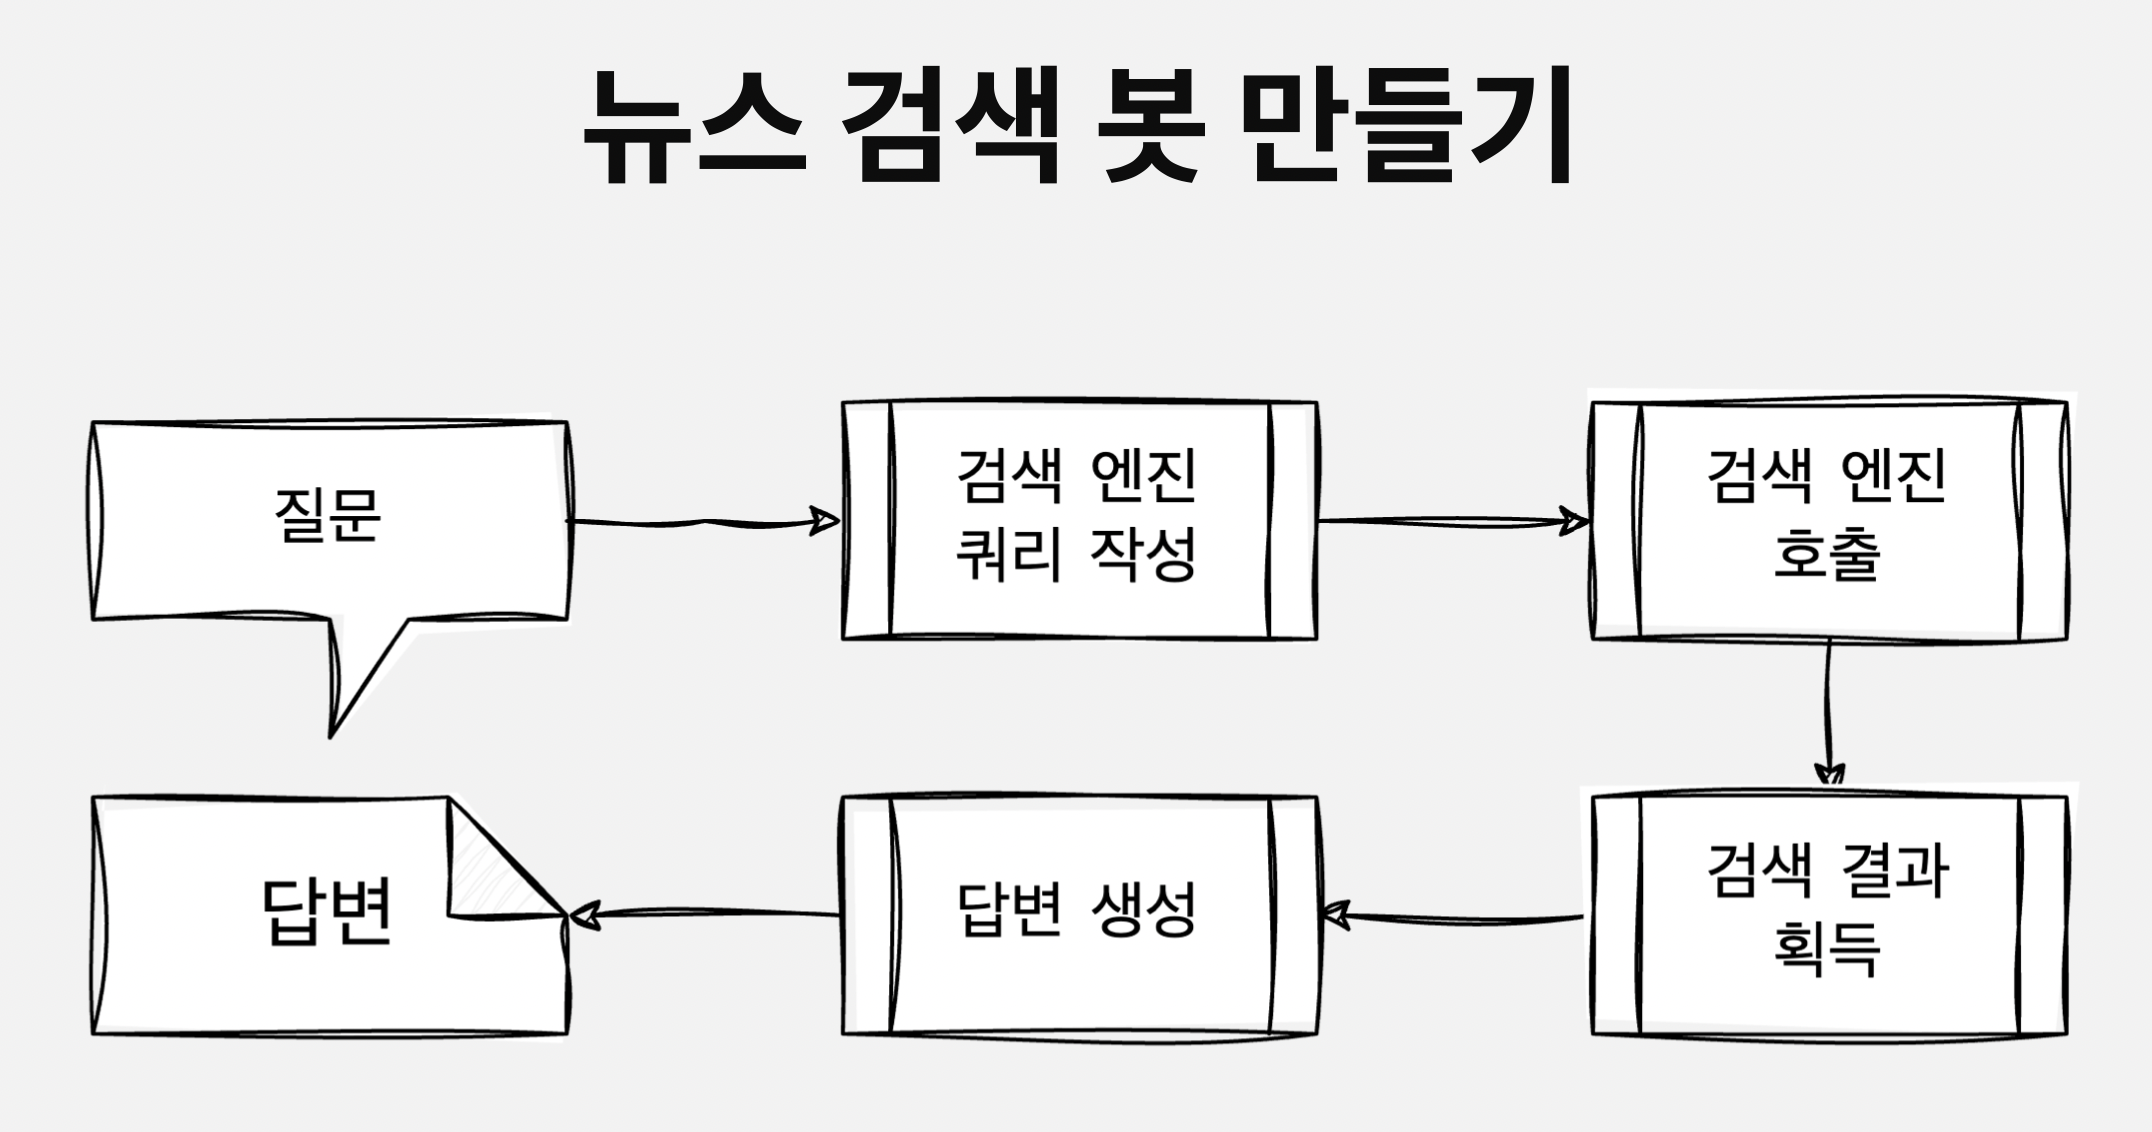 뉴스 검색 봇 만들기
질문
검색 엔진
쿼리 작성
검색 엔진
호출
검색 결과
획득
답변 생성
답변